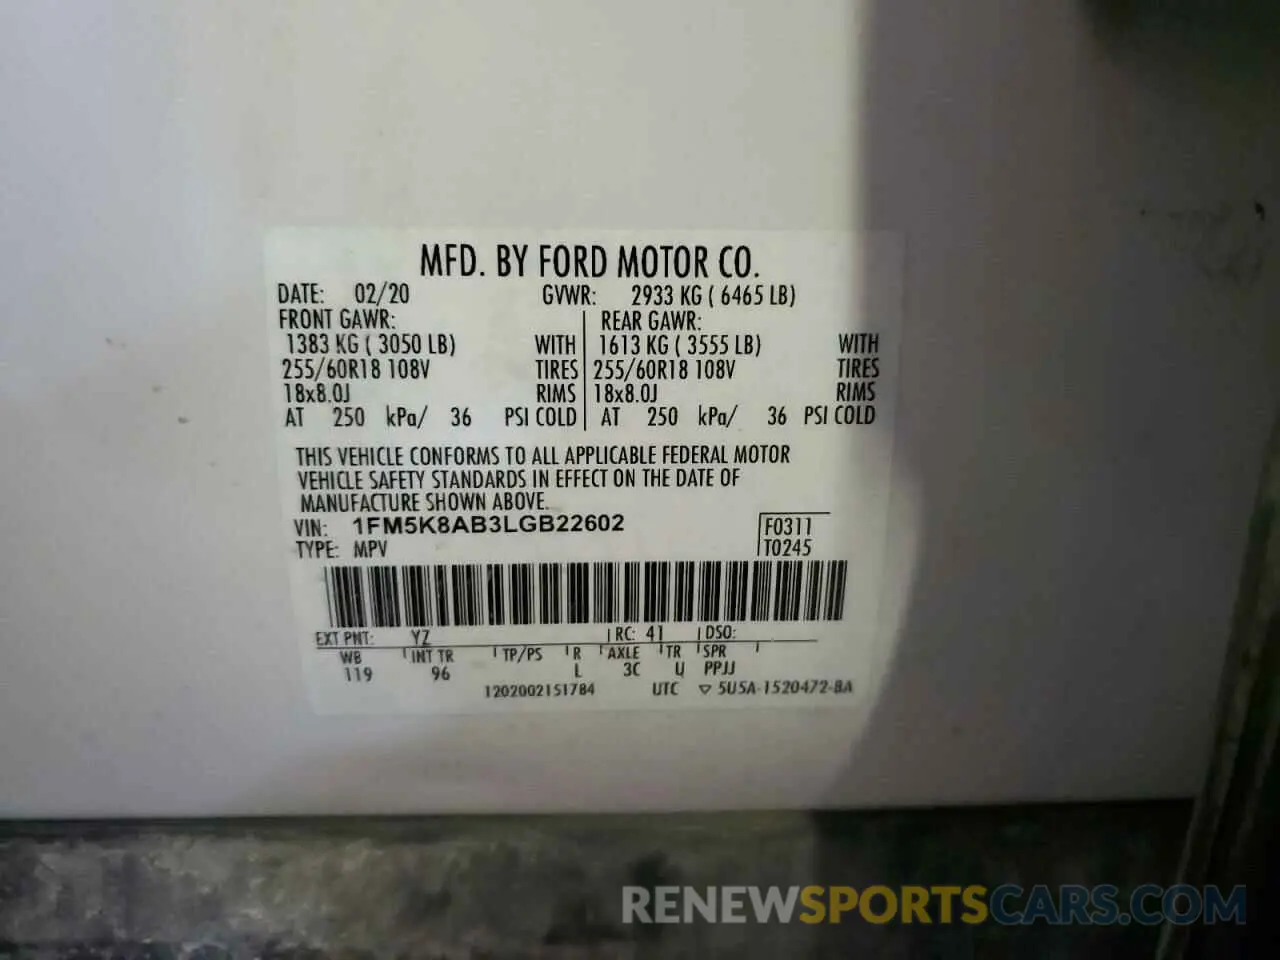 MFD. BY FORD MOTOR CO.
DATE: 02/20 GVWR: 2933 KG ( 6465 LB)
FRONT GAWR: REAR GAWR:
1383 KG ( 3050 LB) WITH 1613 KG ( 3555 LB) WITH
255/60R18 108V TIRES 255/60R18 108V TIRES
18x8.0J RIMS 18x8.0J RIMS
AT 250 kPa/ 36 PSI COLD AT 250 kPa/ 36 PSI COLD
THIS VEHICLE CONFORMS TO ALL APPLICABLE FEDERAL MOTOR
VEHICLE SAFETY STANDARDS IN EFFECT ON THE DATE OF
MANUFACTURE SHOWN ABOVE.
VIN: 1FM5K8AB3LGB22602 F0311
TYPE: MPV T0245
EXT PNT: YZ RC: 41 DSO:
WB INT TR TP/PS R AXLE TR SPR
119 96 L 3C U PPJJ
1202002151784 UTC ▽ 5U5A-1520472-BA
RENEWSPORTSCARS.COM